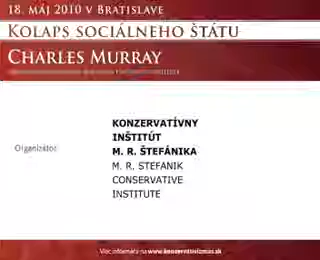 18. MÁJ 2010 V BRATISLAVE
KOLAPS SOCIÁLNEHO ŠTÁTU
CHARLES MURRAY
Organizátor:
KONZERVATÍVNY
INŠTITÚT
M. R. ŠTEFÁNIKA
M. R. STEFANIK
CONSERVATIVE
INSTITUTE
Viac informácií na www.konzervativizmus.sk